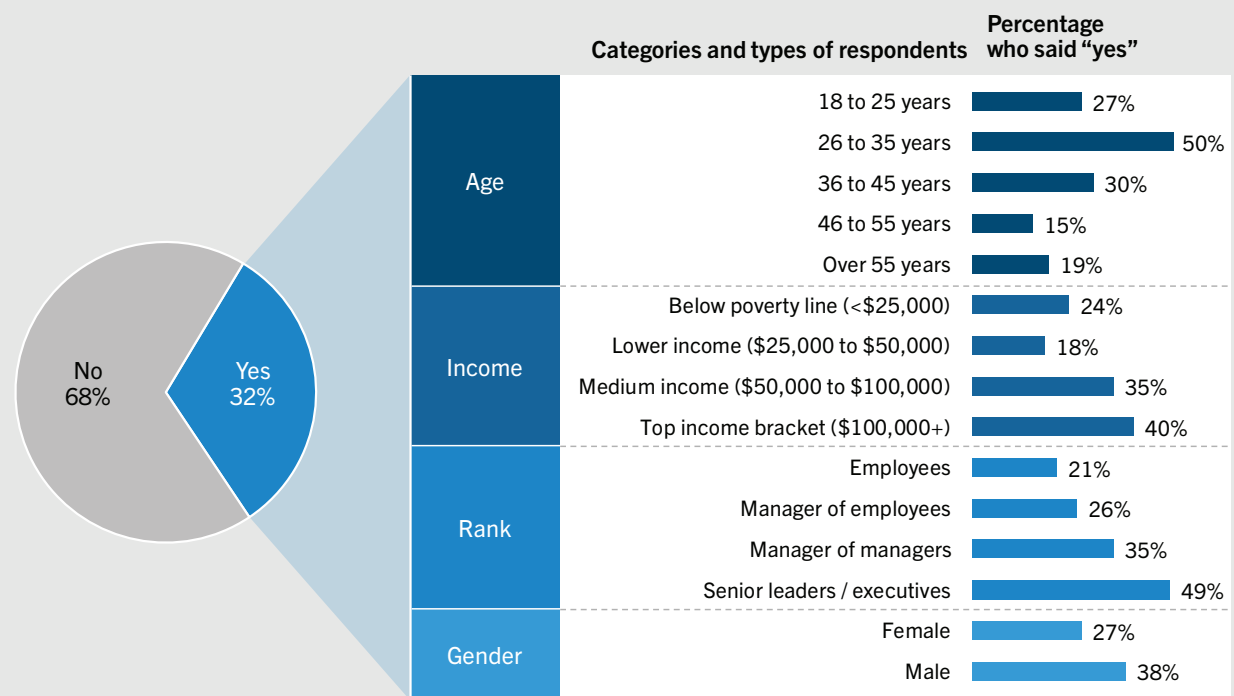 Categories and types of respondents
Percentage
who said “yes”
No
68%
Yes
32%
Age
18 to 25 years 27%
26 to 35 years 50%
36 to 45 years 30%
46 to 55 years 15%
Over 55 years 19%
Income
Below poverty line (<$25,000) 24%
Lower income ($25,000 to $50,000) 18%
Medium income ($50,000 to $100,000) 35%
Top income bracket ($100,000+) 40%
Rank
Employees 21%
Manager of employees 26%
Manager of managers 35%
Senior leaders / executives 49%
Gender
Female 27%
Male 38%